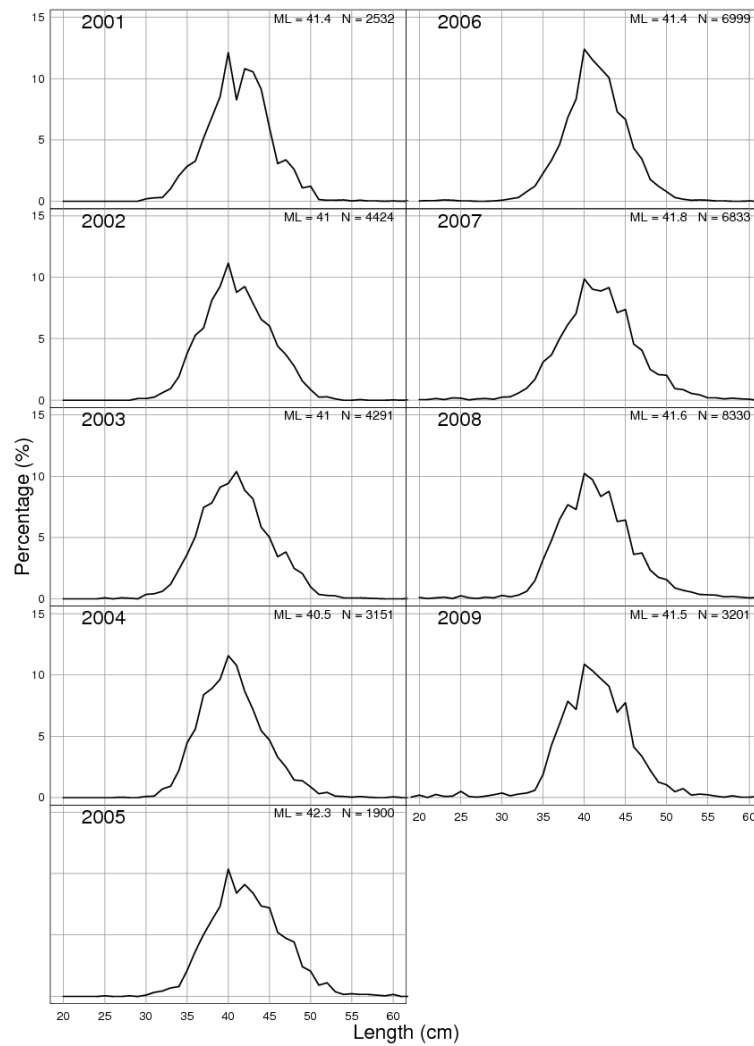 2001 ML = 41.4 N = 2532
15
10
5
0
2006 ML = 41.4 N = 6999
2002 ML = 41 N = 4424
15
10
5
0
2007 ML = 41.8 N = 6833
2003 ML = 41 N = 4291
15
10
5
0
2008 ML = 41.6 N = 8330
2004 ML = 40.5 N = 3151
15
10
5
0
2009 ML = 41.5 N = 3201
20 25 30 35 40 45 50 55 60
2005 ML = 42.3 N = 1900
20 25 30 35 40 45 50 55 60
Percentage (%)
Length (cm)